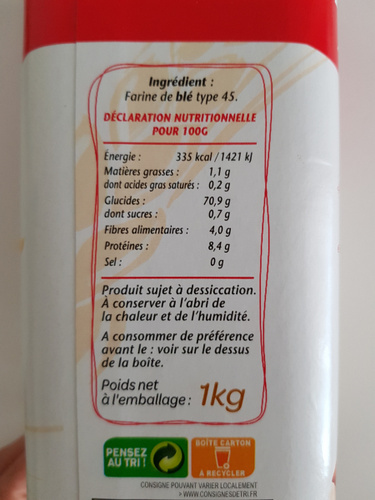 Ingrédient :
Farine de blé type 45.
DÉCLARATION NUTRITIONNELLE
POUR 100G
Énergie : 335 kcal / 1421 kJ
Matières grasses : 1,1 g
dont acides gras saturés : 0,2 g
Glucides : 70,9 g
dont sucres : 0,7 g
Fibres alimentaires : 4,0 g
Protéines : 8,4 g
Sel : 0 g
Produit sujet à dessiccation.
À conserver à l'abri de
la chaleur et de l'humidité.
A consommer de préférence
avant le : voir sur le dessus
de la boîte.
Poids net
à l'emballage : 1kg
PENSEZ
AU TRI !
BOÎTE CARTON
À RECYCLER
CONSIGNE POUVANT VARIER LOCALEMENT
> WWW.CONSIGNESDETRI.FR